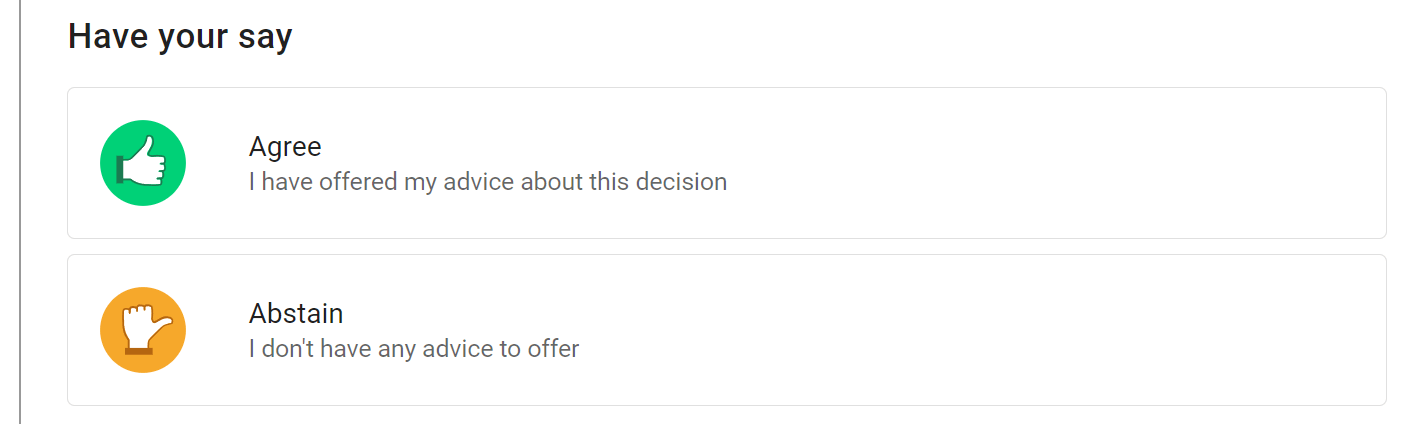 Have your say
Agree
I have offered my advice about this decision
Abstain
I don't have any advice to offer